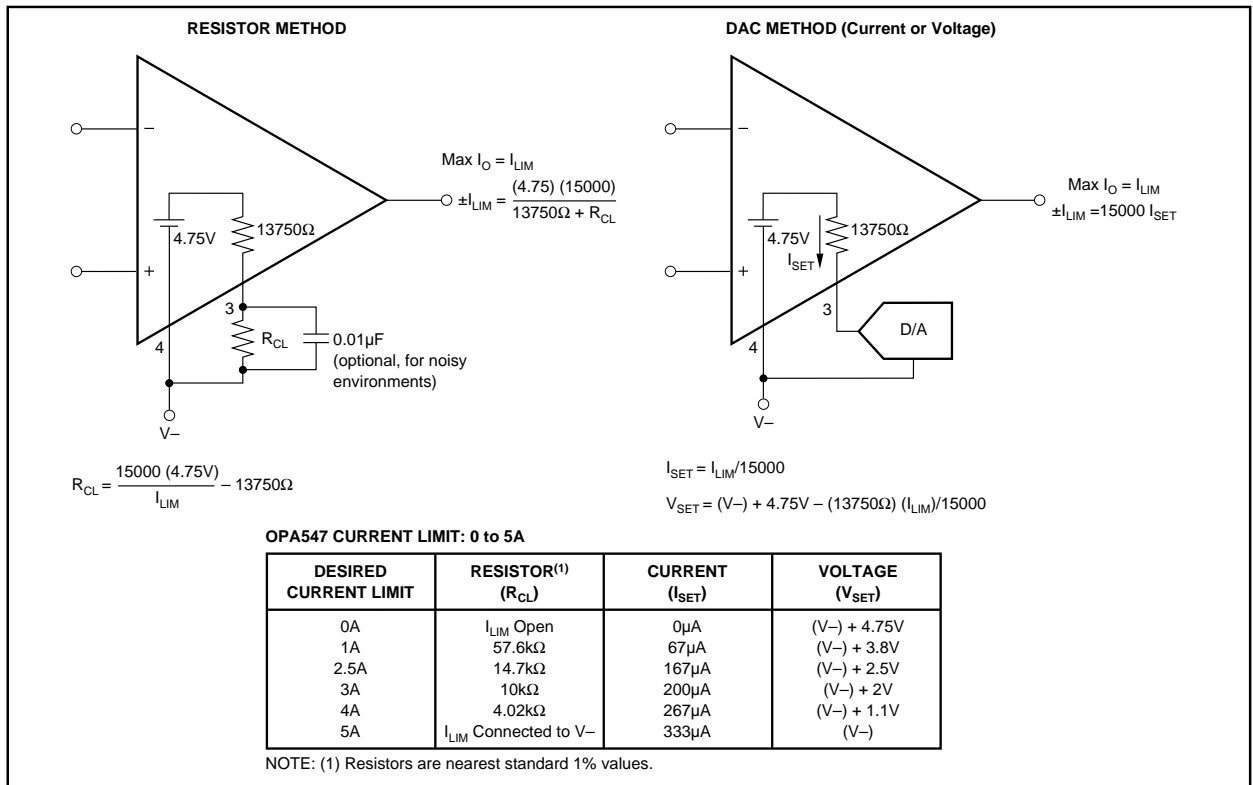 RESISTOR METHOD
−
+
4.75V
13750Ω
3
4
R_CL
0.01µF
(optional, for noisy
environments)
V–
Max I_O = I_LIM
±I_LIM = (4.75) (15000) / 13750Ω + R_CL
R_CL = 15000 (4.75V) / I_LIM – 13750Ω
DAC METHOD (Current or Voltage)
−
+
4.75V
I_SET
13750Ω
3
4
D/A
V–
Max I_O = I_LIM
±I_LIM =15000 I_SET
I_SET = I_LIM/15000
V_SET = (V–) + 4.75V – (13750Ω) (I_LIM)/15000
OPA547 CURRENT LIMIT: 0 to 5A
DESIRED CURRENT LIMIT | RESISTOR(1) (R_CL) | CURRENT (I_SET) | VOLTAGE (V_SET)
0A | I_LIM Open | 0µA | (V–) + 4.75V
1A | 57.6kΩ | 67µA | (V–) + 3.8V
2.5A | 14.7kΩ | 167µA | (V–) + 2.5V
3A | 10kΩ | 200µA | (V–) + 2V
4A | 4.02kΩ | 267µA | (V–) + 1.1V
5A | I_LIM Connected to V– | 333µA | (V–)
NOTE: (1) Resistors are nearest standard 1% values.